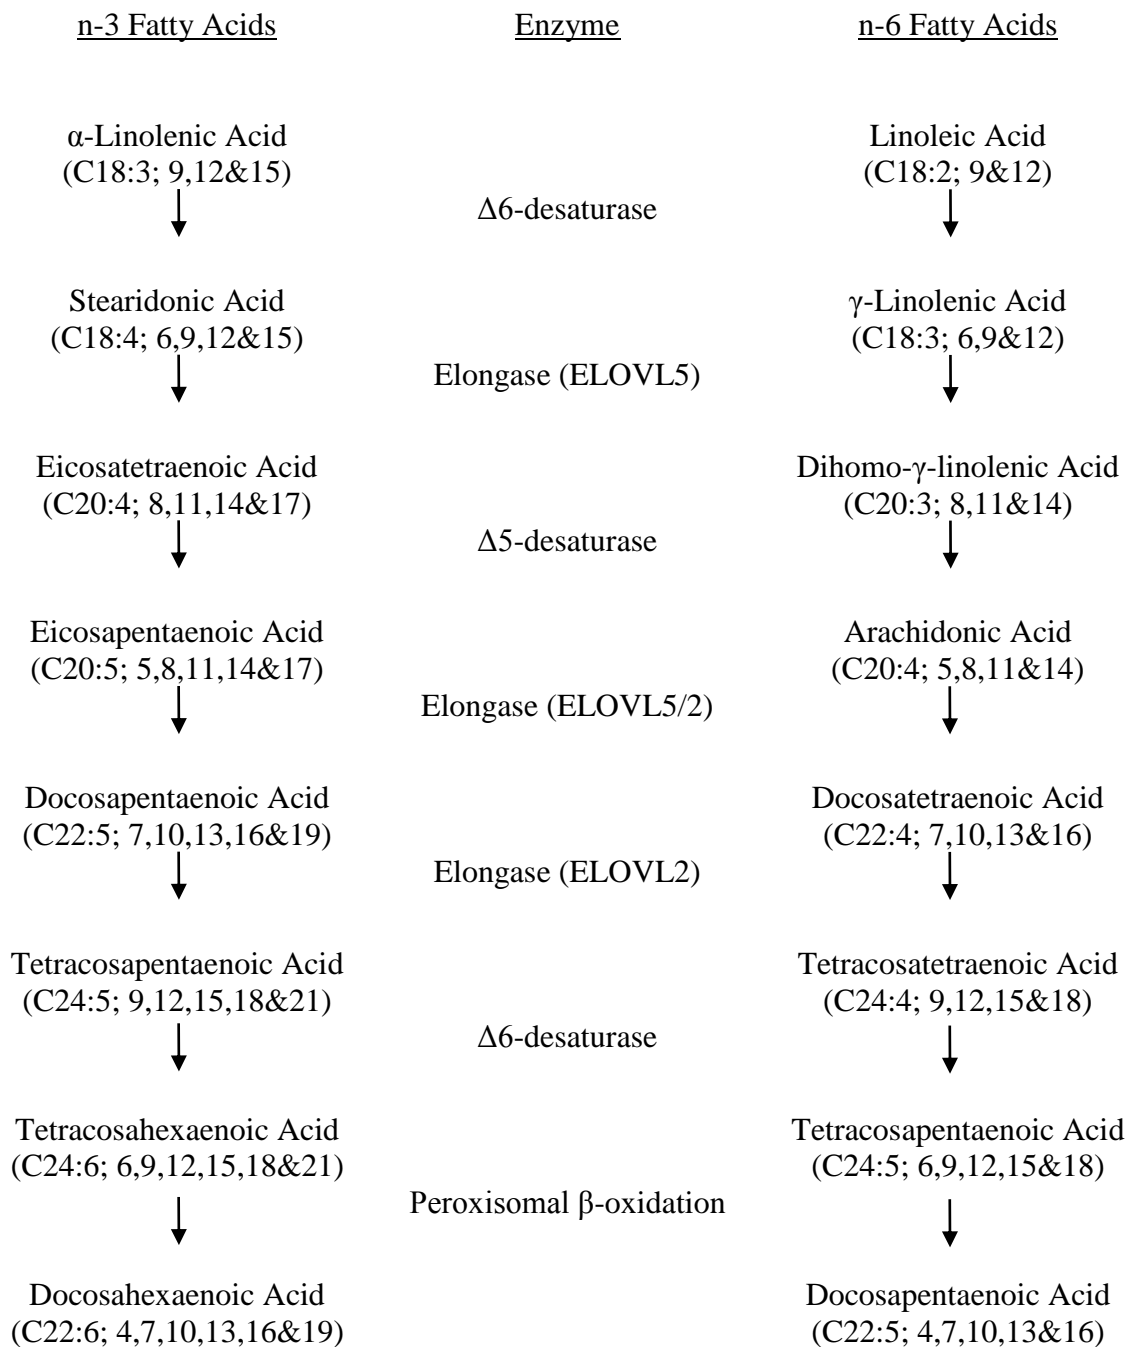 n-3 Fatty Acids Enzyme n-6 Fatty Acids
α-Linolenic Acid Linoleic Acid
(C18:3; 9,12&15) (C18:2; 9&12)
Δ6-desaturase
Stearidonic Acid γ-Linolenic Acid
(C18:4; 6,9,12&15) (C18:3; 6,9&12)
Elongase (ELOVL5)
Eicosatetraenoic Acid Dihomo-γ-linolenic Acid
(C20:4; 8,11,14&17) (C20:3; 8,11&14)
Δ5-desaturase
Eicosapentaenoic Acid Arachidonic Acid
(C20:5; 5,8,11,14&17) (C20:4; 5,8,11&14)
Elongase (ELOVL5/2)
Docosapentaenoic Acid Docosatetraenoic Acid
(C22:5; 7,10,13,16&19) (C22:4; 7,10,13&16)
Elongase (ELOVL2)
Tetracosapentaenoic Acid Tetracosatetraenoic Acid
(C24:5; 9,12,15,18&21) (C24:4; 9,12,15&18)
Δ6-desaturase
Tetracosahexaenoic Acid Tetracosapentaenoic Acid
(C24:6; 6,9,12,15,18&21) (C24:5; 6,9,12,15&18)
Peroxisomal β-oxidation
Docosahexaenoic Acid Docosapentaenoic Acid
(C22:6; 4,7,10,13,16&19) (C22:5; 4,7,10,13&16)